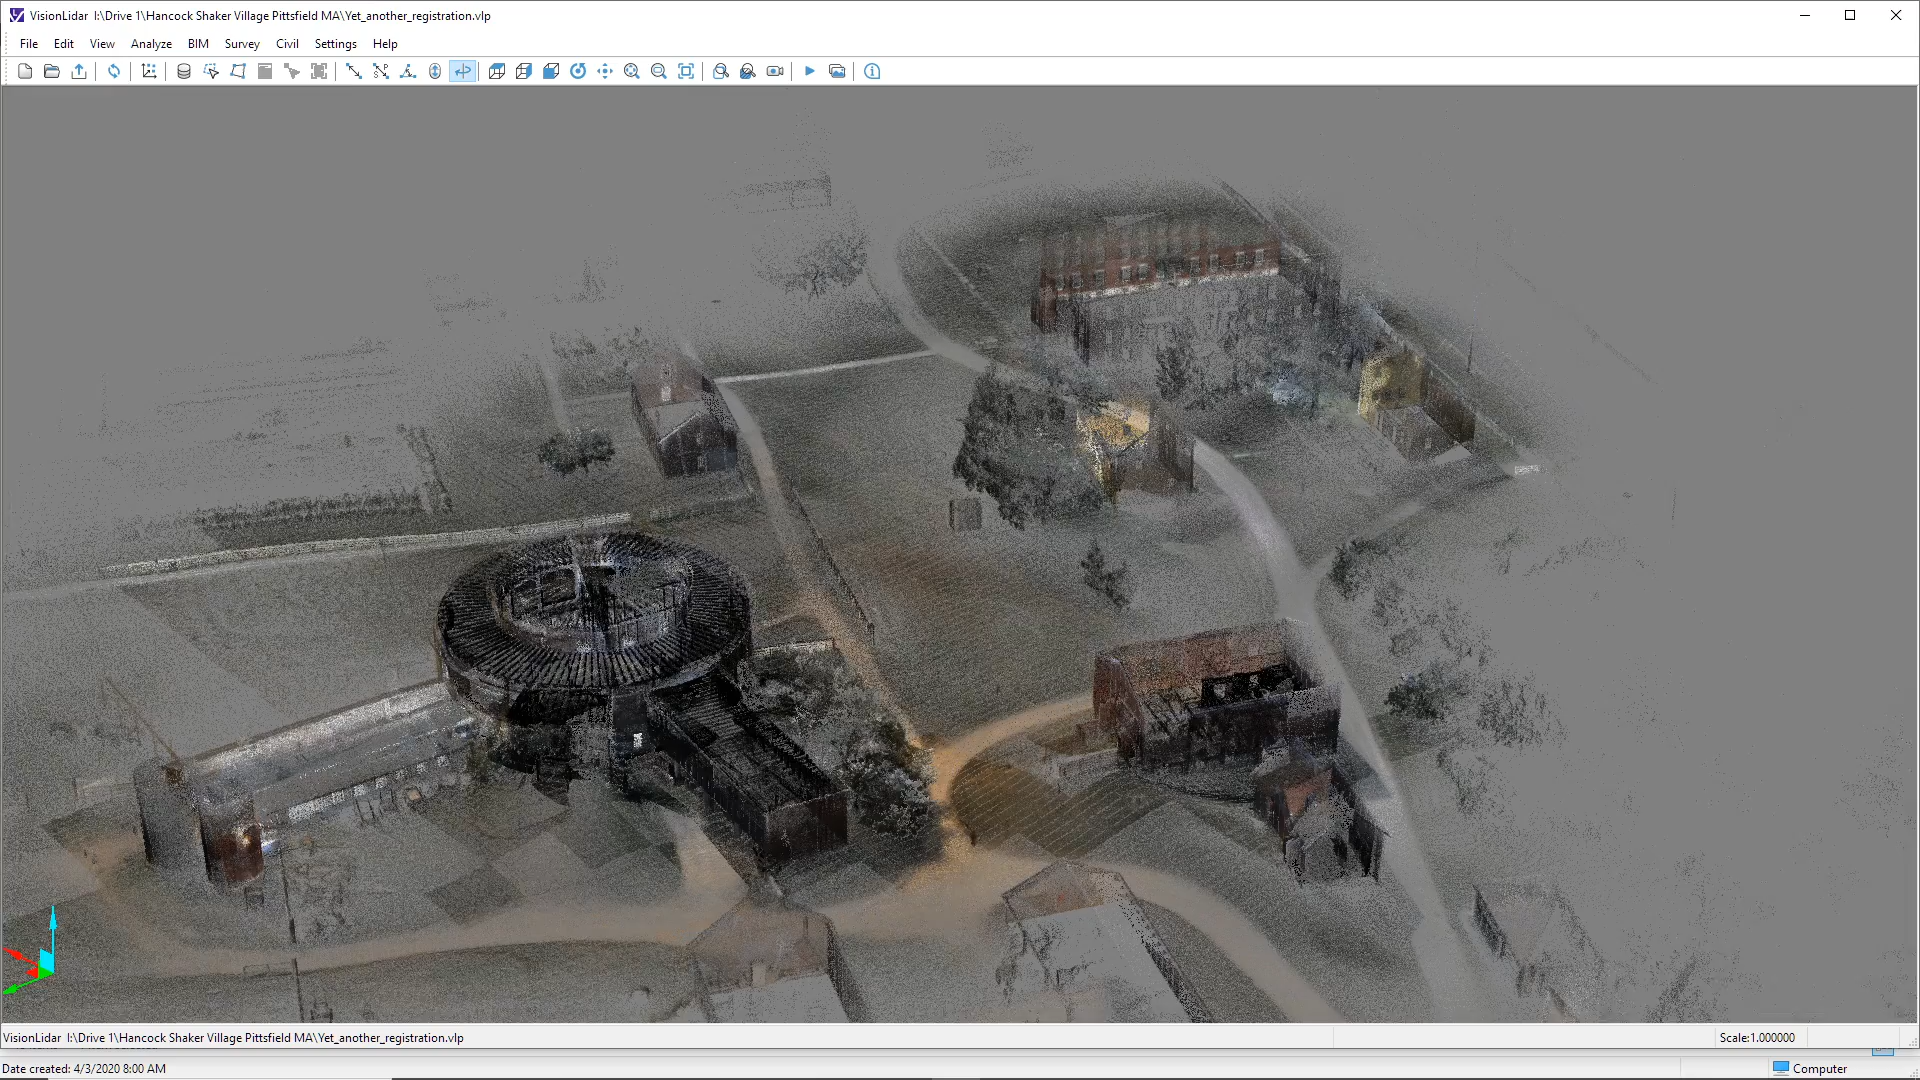 VisionLidar I:\Drive 1\Hancock Shaker Village Pittsfield MA\Yet_another_registration.vlp
File Edit View Analyze BIM Survey Civil Settings Help
VisionLidar I:\Drive 1\Hancock Shaker Village Pittsfield MA\Yet_another_registration.vlp
Scale:1.000000
Date created: 4/3/2020 8:00 AM
Computer